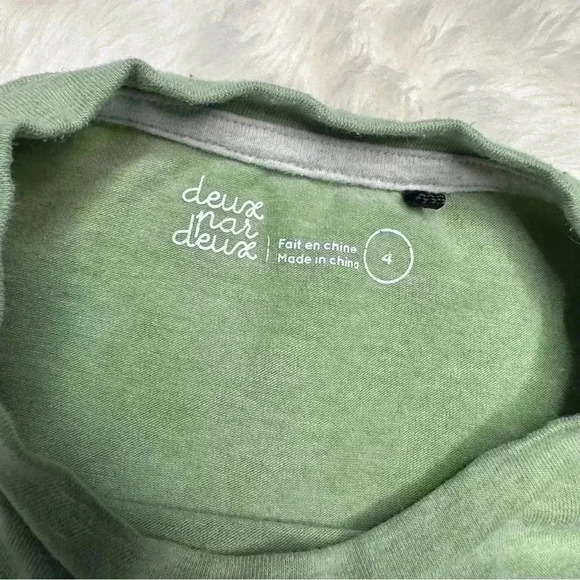 deux
par
deux
Fait en chine
Made in china
4